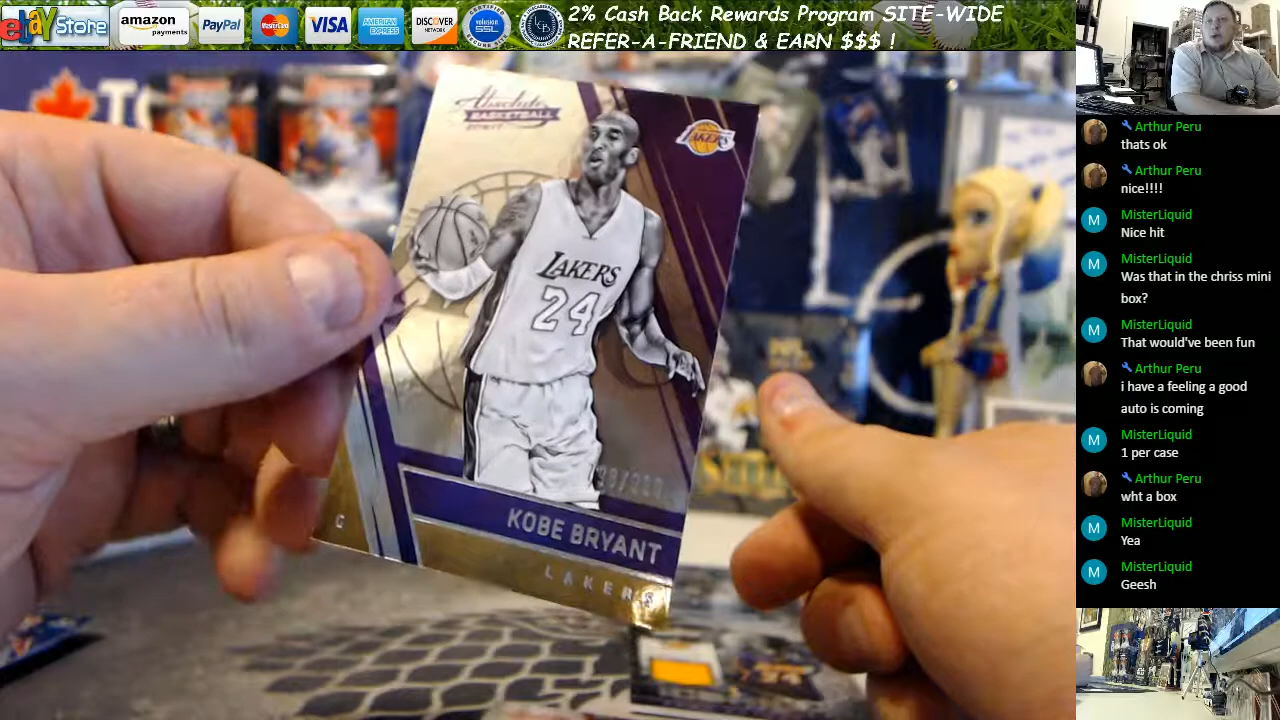 ebay Store
amazon
payments
PayPal
MasterCard
VISA
AMERICAN
EXPRESS
DISCOVER
NETWORK
2% Cash Back Rewards Program SITE-WIDE
REFER-A-FRIEND & EARN $$$ !
Absolute
BASKETBALL
LAKERS
LAKERS
24
KOBE BRYANT
LAKERS
G
Arthur Peru
thats ok
Arthur Peru
nice!!!!
M
MisterLiquid
Nice hit
M
MisterLiquid
Was that in the chriss mini
box?
M
MisterLiquid
That would've been fun
Arthur Peru
i have a feeling a good
auto is coming
M
MisterLiquid
1 per case
Arthur Peru
wht a box
M
MisterLiquid
Yea
M
MisterLiquid
Geesh